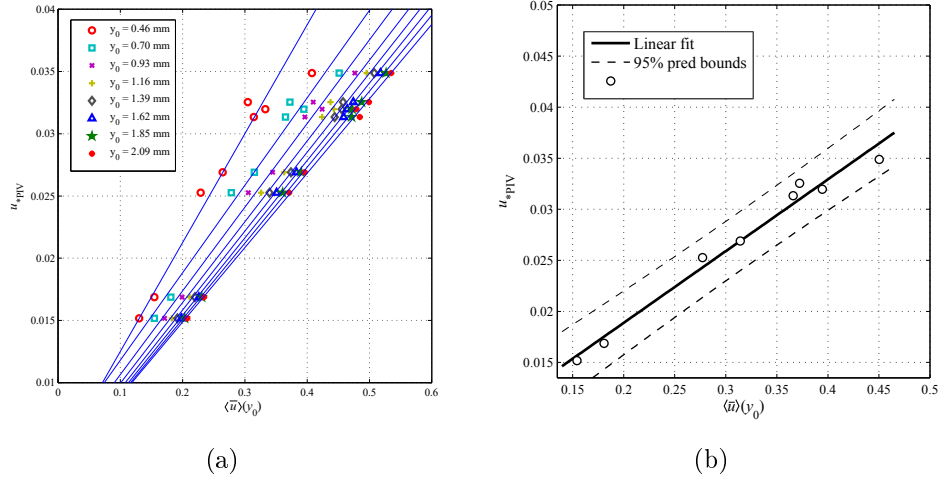 0.04
0.035
0.03
0.025
0.02
0.015
0.01
u*PIV
y0 = 0.46 mm
y0 = 0.70 mm
y0 = 0.93 mm
y0 = 1.16 mm
y0 = 1.39 mm
y0 = 1.62 mm
y0 = 1.85 mm
y0 = 2.09 mm
0 0.1 0.2 0.3 0.4 0.5 0.6
⟨u̅⟩(y0)
(a)
0.05
0.045
0.04
0.035
0.03
0.025
0.02
0.015
u*PIV
Linear fit
95% pred bounds
0.15 0.2 0.25 0.3 0.35 0.4 0.45 0.5
⟨u̅⟩(y0)
(b)